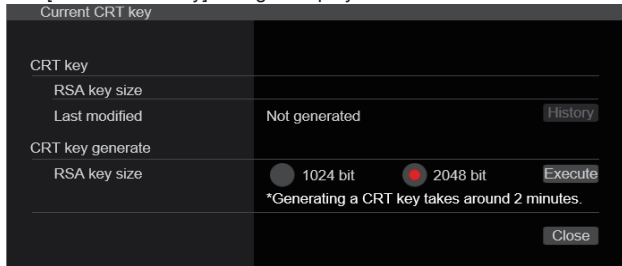 Current CRT key
CRT key
RSA key size
Last modified Not generated History
CRT key generate
RSA key size 1024 bit 2048 bit Execute
*Generating a CRT key takes around 2 minutes.
Close